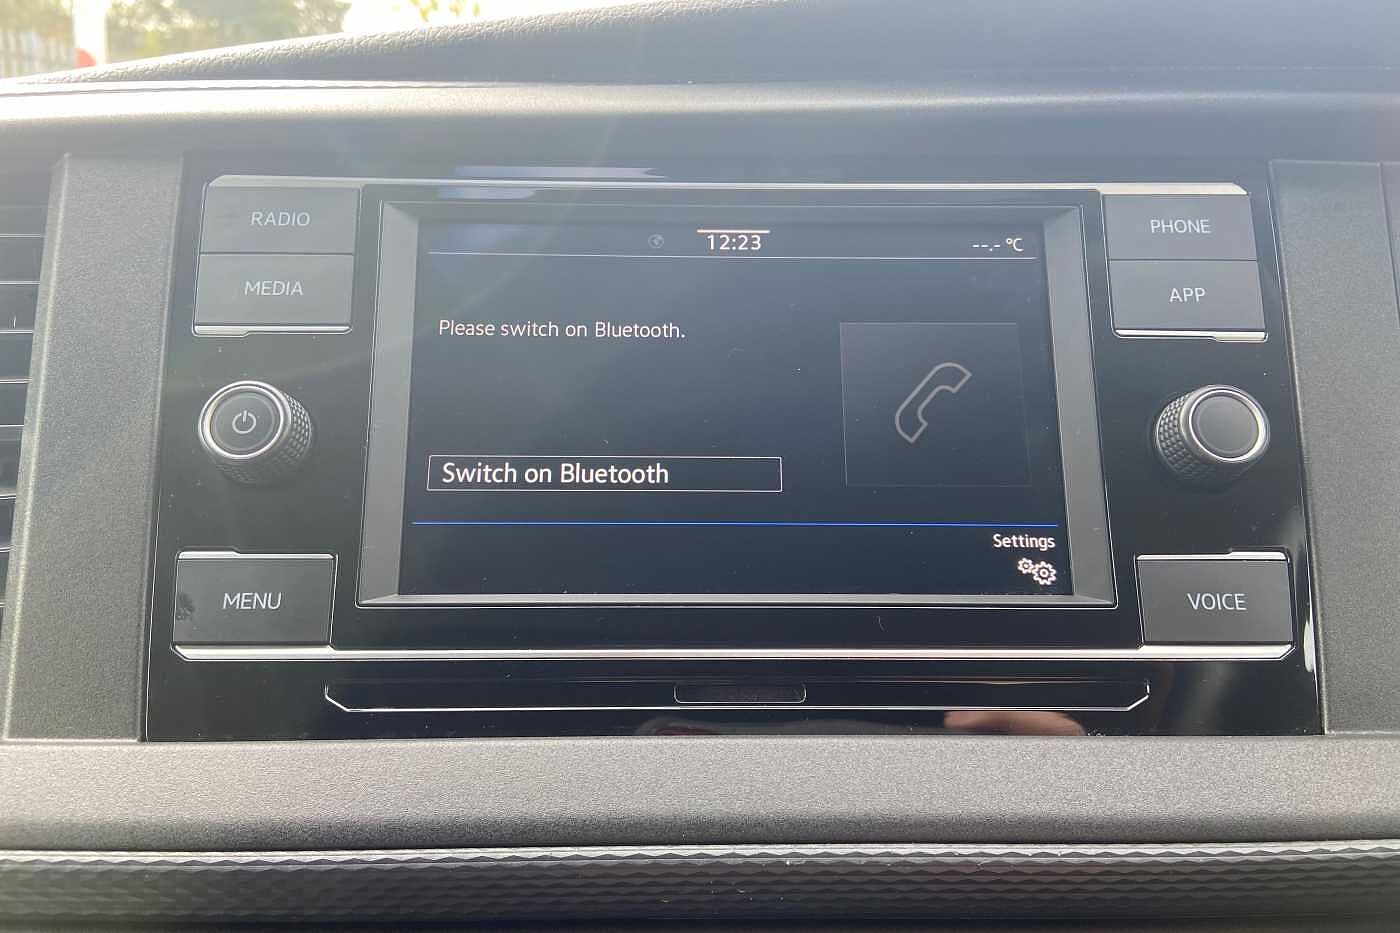 RADIO
MEDIA
MENU
12:23
--.- °C
Please switch on Bluetooth.
Switch on Bluetooth
Settings
PHONE
APP
VOICE